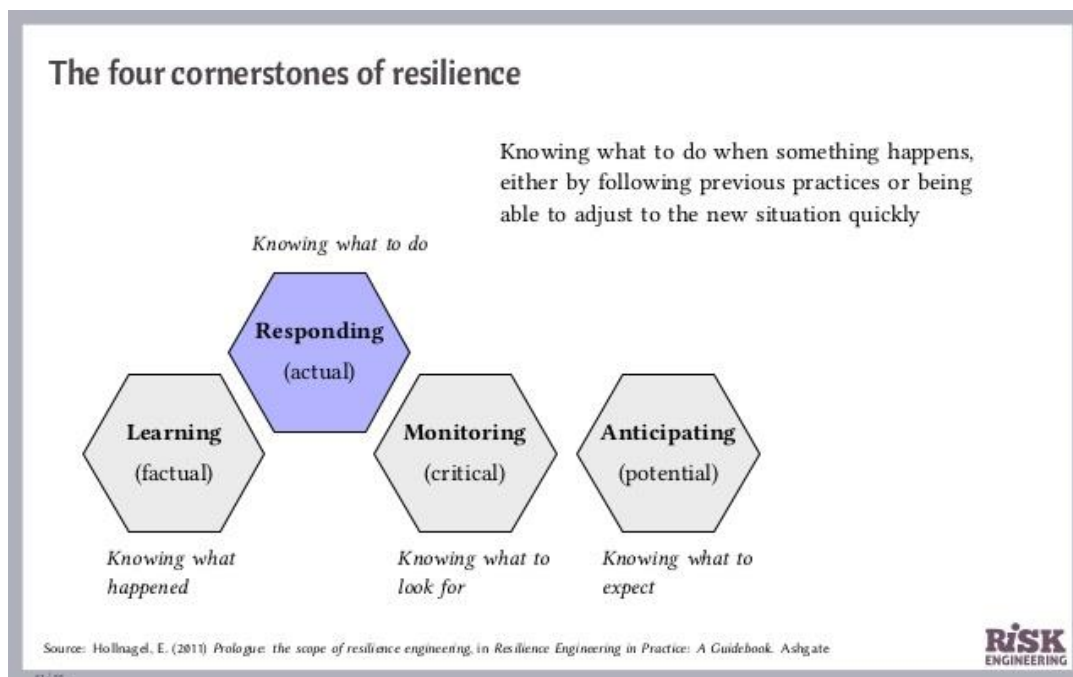 The four cornerstones of resilience
Knowing what to do when something happens,
either by following previous practices or being
able to adjust to the new situation quickly
Knowing what to do
Responding
(actual)
Learning
(factual)
Monitoring
(critical)
Anticipating
(potential)
Knowing what
happened
Knowing what to
look for
Knowing what to
expect
Source: Hollnagel, E. (2011) Prologue: the scope of resilience engineering, in Resilience Engineering in Practice: A Guidebook. Ashgate
RiSK
ENGINEERING